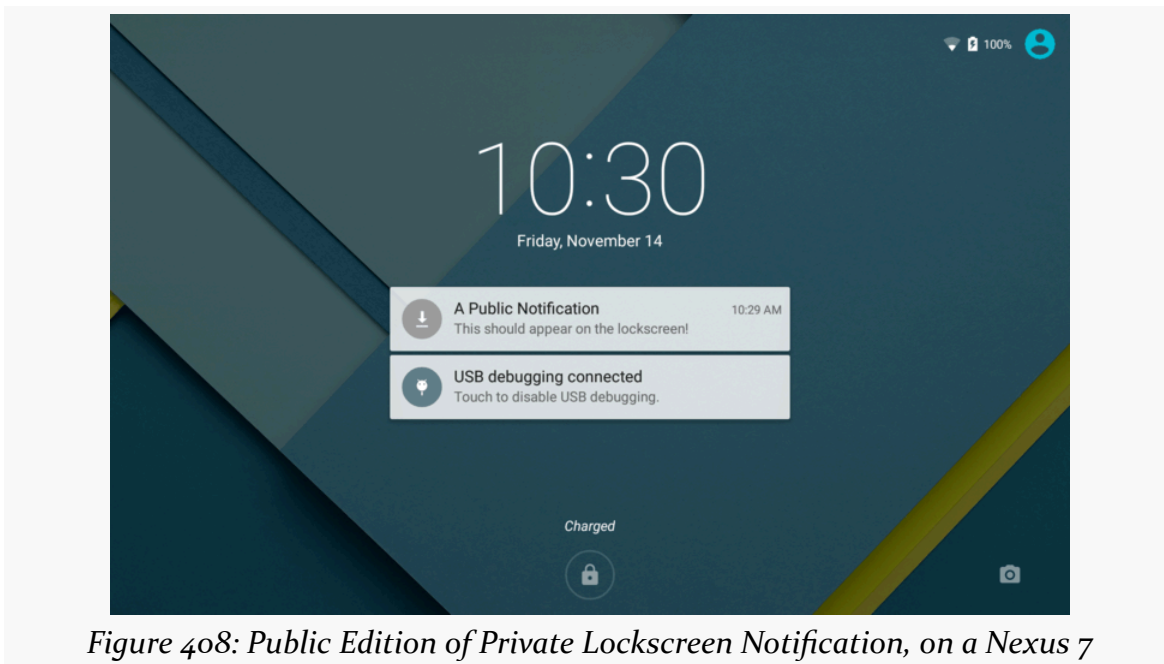 100%
10:30
Friday, November 14
A Public Notification 10:29 AM
This should appear on the lockscreen!
USB debugging connected
Touch to disable USB debugging.
Charged
Figure 408: Public Edition of Private Lockscreen Notification, on a Nexus 7